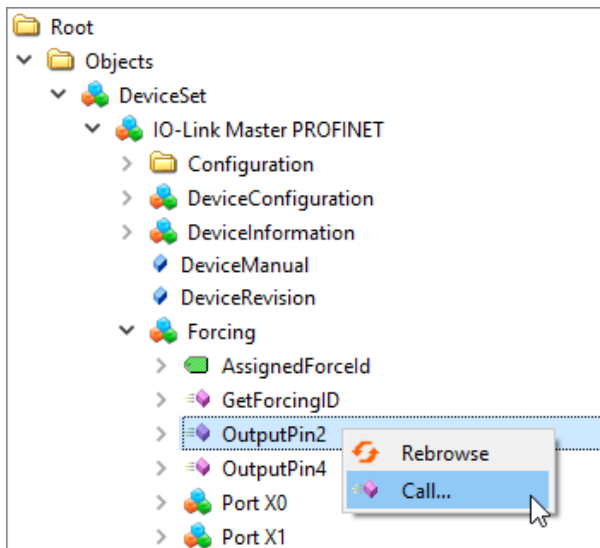 Root
Objects
DeviceSet
IO-Link Master PROFINET
Configuration
DeviceConfiguration
DeviceInformation
DeviceManual
DeviceRevision
Forcing
AssignedForceId
GetForcingID
OutputPin2
Rebrowse
OutputPin4
Call...
Port X0
Port X1